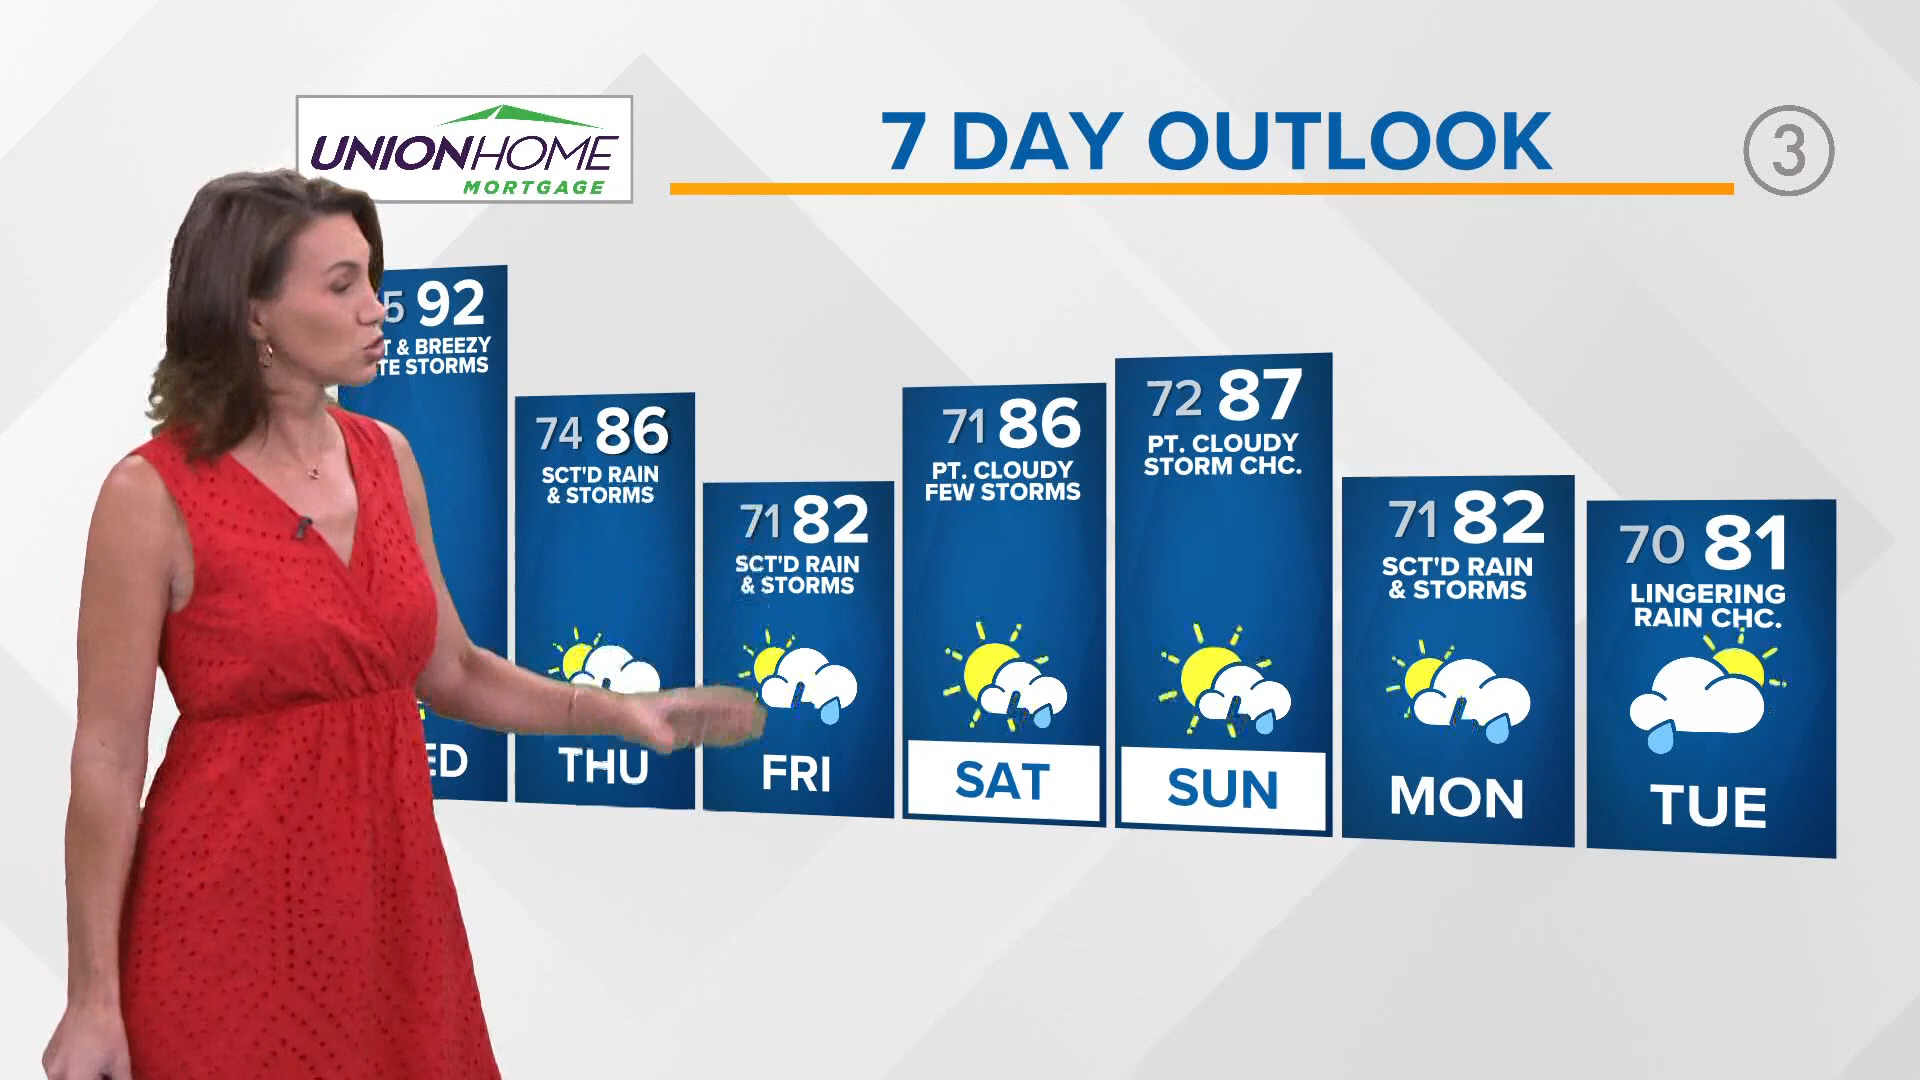 UNIONHOME
MORTGAGE
7 DAY OUTLOOK
3
5 92
T & BREEZY
TE STORMS
ED
74 86
SCT'D RAIN
& STORMS
THU
71 82
SCT'D RAIN
& STORMS
FRI
71 86
PT. CLOUDY
FEW STORMS
SAT
72 87
PT. CLOUDY
STORM CHC.
SUN
71 82
SCT'D RAIN
& STORMS
MON
70 81
LINGERING
RAIN CHC.
TUE